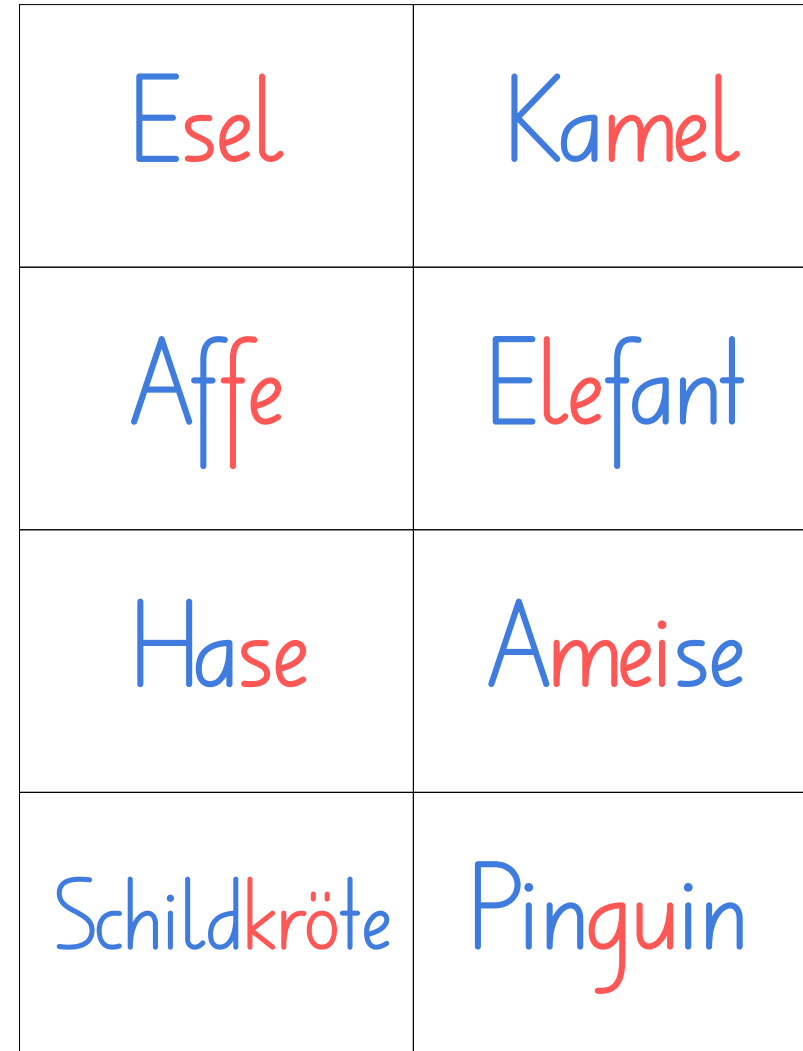 Esel
Kamel
Affe
Elefant
Hase
Ameise
Schildkröte
Pinguin